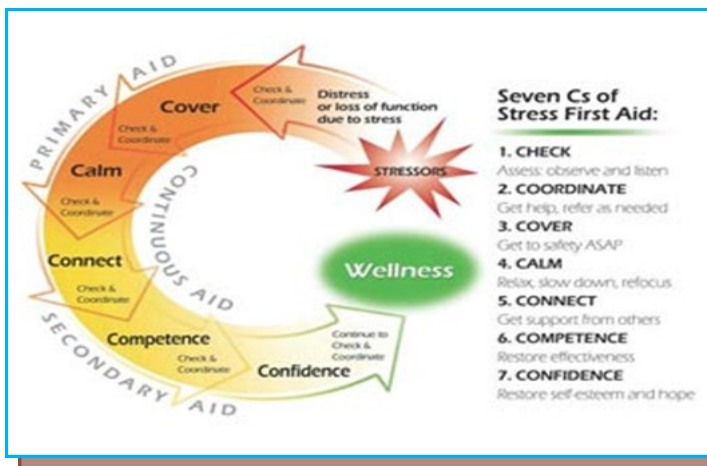 PRIMARY AID
CONTINUOUS AID
SECONDARY AID
STRESSORS
Distress
or loss of function
due to stress
Check &
Coordinate
Cover
Check &
Coordinate
Calm
Check &
Coordinate
Connect
Check &
Coordinate
Competence
Check &
Coordinate
Confidence
Continue to
Check &
Coordinate
Wellness
Seven Cs of
Stress First Aid:
1. CHECK
Assess: observe and listen
2. COORDINATE
Get help, refer as needed
3. COVER
Get to safety ASAP
4. CALM
Relax, slow down, refocus
5. CONNECT
Get support from others
6. COMPETENCE
Restore effectiveness
7. CONFIDENCE
Restore self-esteem and hope